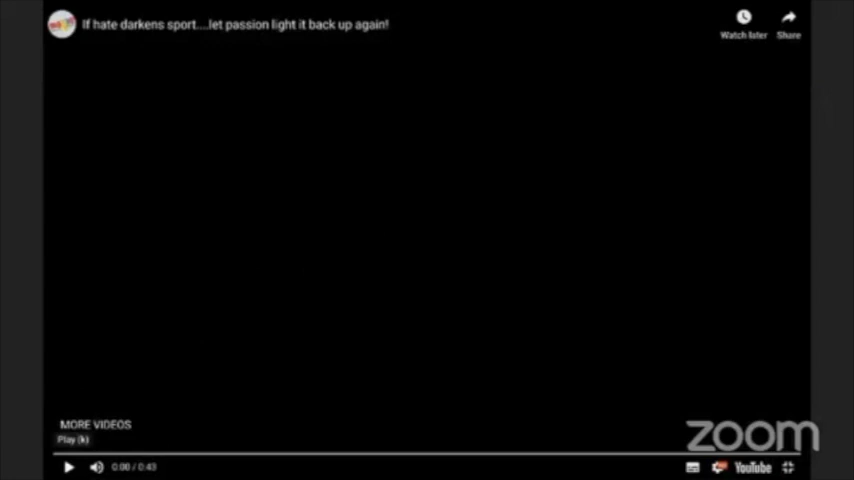 If hate darkens sport....let passion light it back up again!
Watch later
Share
MORE VIDEOS
Play (k)
zoom
0:00 / 0:43
YouTube